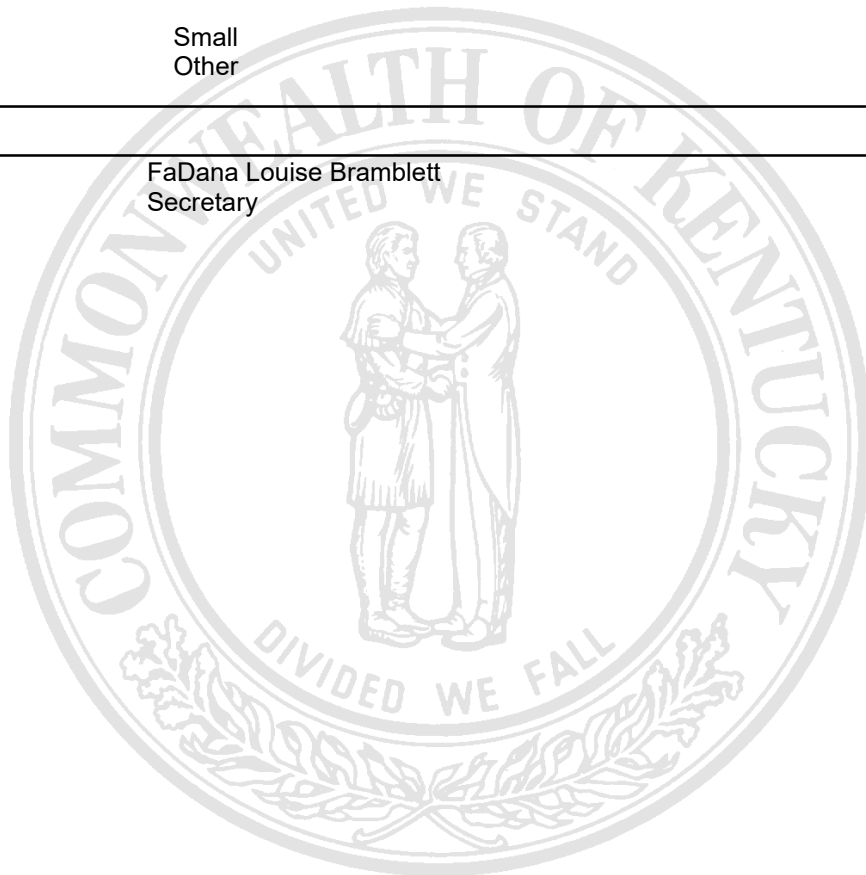 Small
Other
FaDana Louise Bramblett
Secretary
COMMONWEALTH OF KENTUCKY
UNITED WE STAND
DIVIDED WE FALL